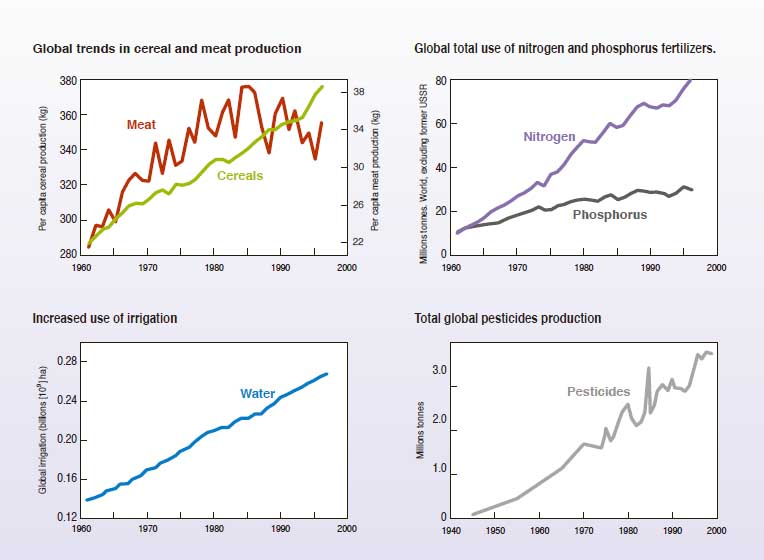 Global trends in cereal and meat production
Per capita cereal production (kg)
380
360
340
320
300
280
Meat
Cereals
38
34
30
26
22
Per capita meat production (kg)
1960 1970 1980 1990 2000
Global total use of nitrogen and phosphorus fertilizers.
Millions tonnes. World, excluding former USSR
80
60
40
20
0
Nitrogen
Phosphorus
1960 1970 1980 1990 2000
Increased use of irrigation
Global irrigation (billions [10⁹] ha)
0.28
0.24
0.20
0.16
0.12
Water
1960 1970 1980 1990 2000
Total global pesticides production
Millions tonnes
3.0
2.0
1.0
0
Pesticides
1940 1950 1960 1970 1980 1990 2000